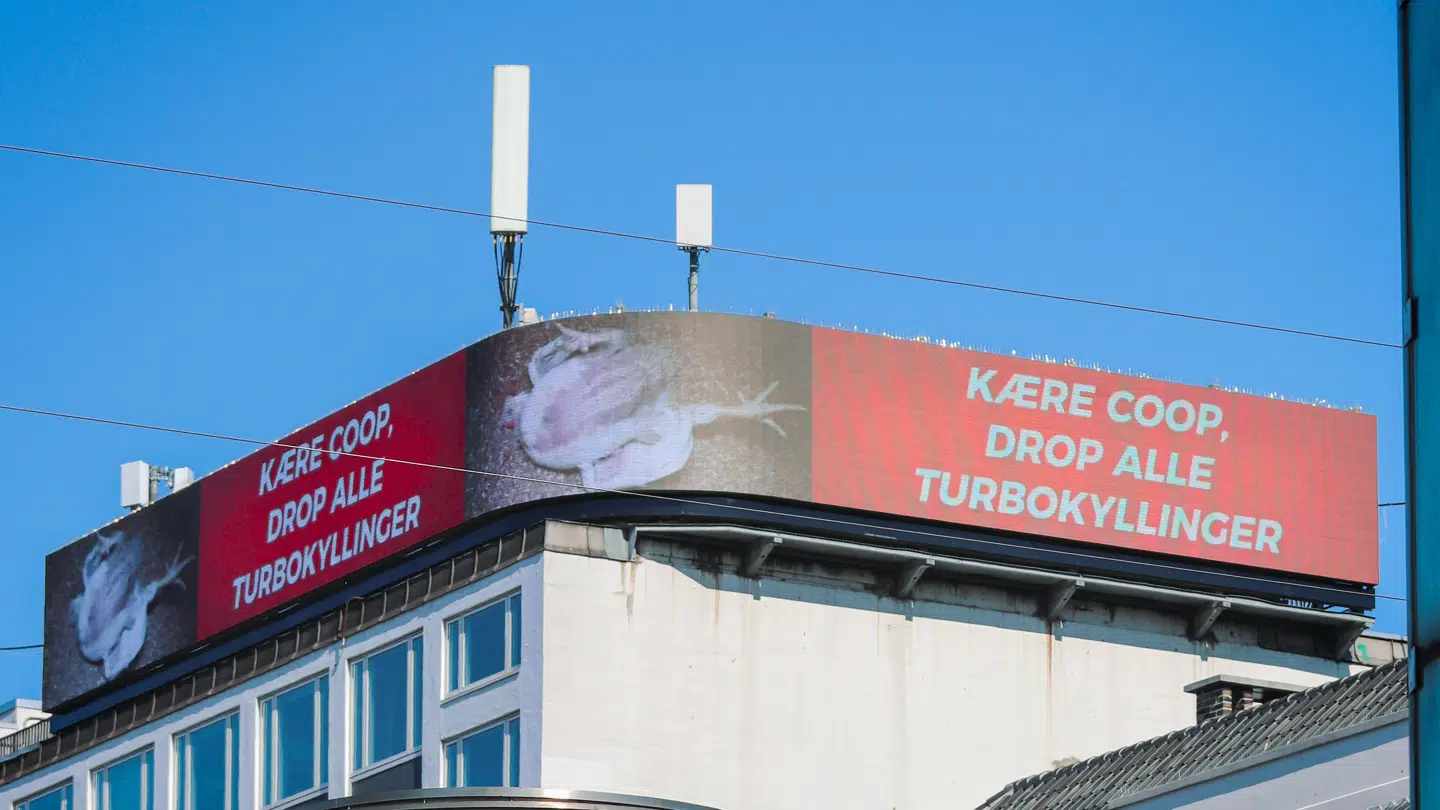 KÆRE COOP,
DROP ALLE
TURBOKYLLINGER
KÆRE COOP,
DROP ALLE
TURBOKYLLINGER